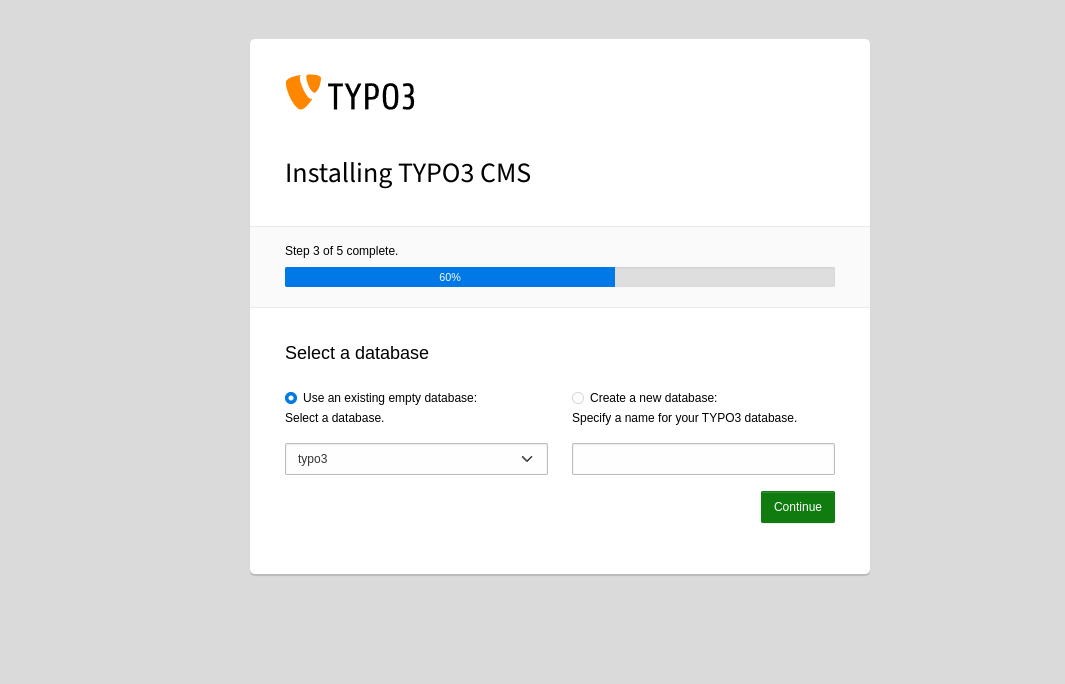 TYPO3
Installing TYPO3 CMS
Step 3 of 5 complete.
60%
Select a database
Use an existing empty database:
Select a database.
typo3
Create a new database:
Specify a name for your TYPO3 database.
Continue